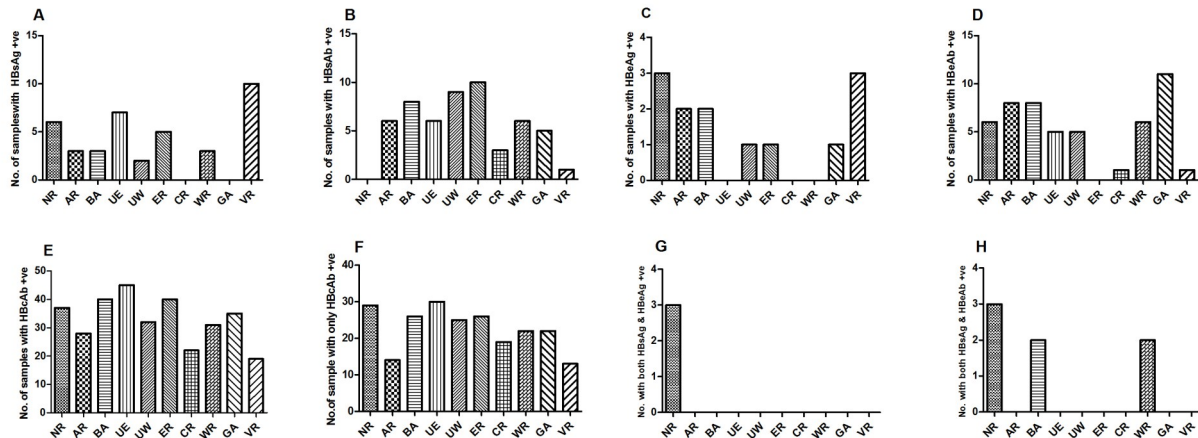 A
No. of sampleswith HBsAg +ve
15
10
5
0
NR AR BA UE UW ER CR WR GA VR
B
No. of samples with HBsAb +ve
15
10
5
0
NR AR BA UE UW ER CR WR GA VR
C
No. of samples with HBeAg +ve
4
3
2
1
0
NR AR BA UE UW ER CR WR GA VR
D
No. of samples with HBeAb +ve
15
10
5
0
NR AR BA UE UW ER CR WR GA VR
E
No. of samples with HBcAb +ve
50
40
30
20
10
0
NR AR BA UE UW ER CR WR GA VR
F
No.of sample with only HBcAb +ve
40
30
20
10
0
NR AR BA UE UW ER CR WR GA VR
G
No. with both HBsAg & HBeAg +ve
4
3
2
1
0
NR AR BA UE UW ER CR WR GA VR
H
No. with both HBsAg & HBeAb +ve
4
3
2
1
0
NR AR BA UE UW ER CR WR GA VR